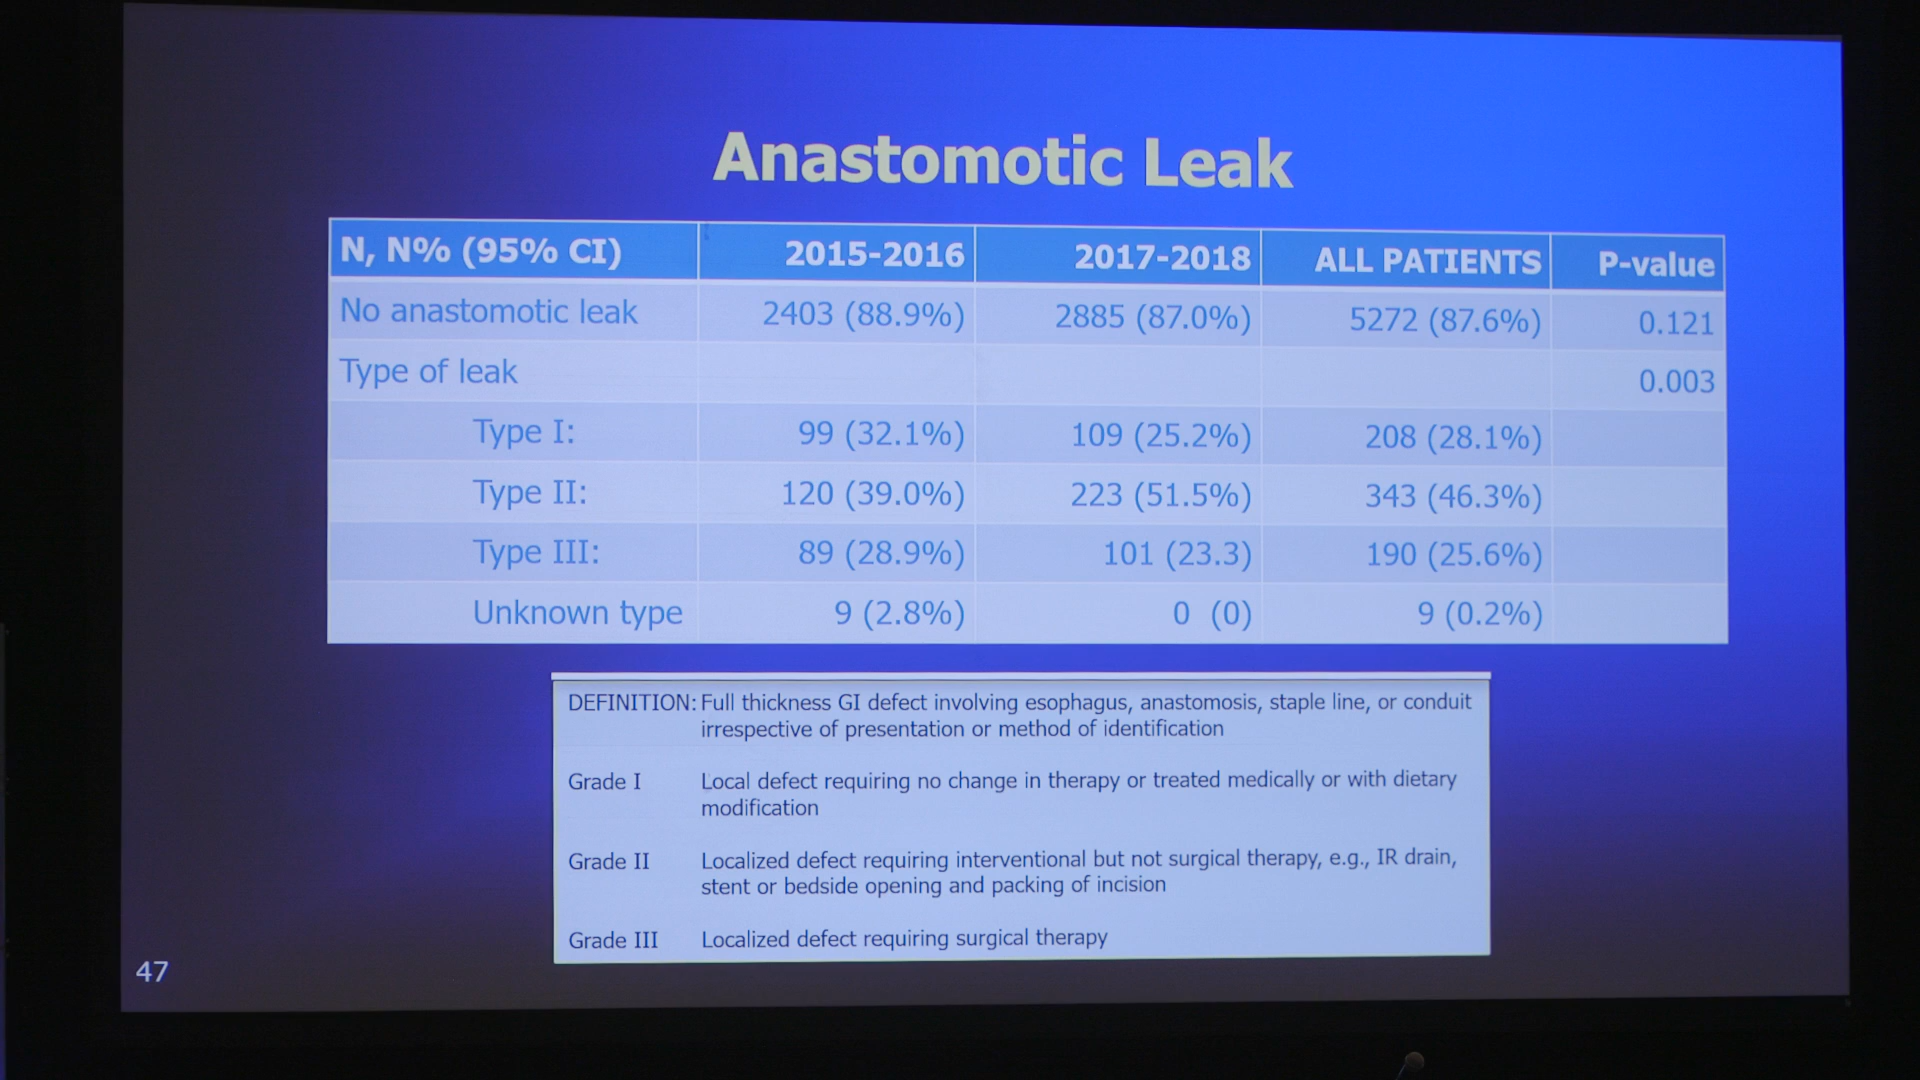 Anastomotic Leak
N, N% (95% CI) 2015-2016 2017-2018 ALL PATIENTS P-value
No anastomotic leak 2403 (88.9%) 2885 (87.0%) 5272 (87.6%) 0.121
Type of leak 0.003
Type I: 99 (32.1%) 109 (25.2%) 208 (28.1%)
Type II: 120 (39.0%) 223 (51.5%) 343 (46.3%)
Type III: 89 (28.9%) 101 (23.3) 190 (25.6%)
Unknown type 9 (2.8%) 0 (0) 9 (0.2%)
DEFINITION: Full thickness GI defect involving esophagus, anastomosis, staple line, or conduit
irrespective of presentation or method of identification
Grade I Local defect requiring no change in therapy or treated medically or with dietary
modification
Grade II Localized defect requiring interventional but not surgical therapy, e.g., IR drain,
stent or bedside opening and packing of incision
Grade III Localized defect requiring surgical therapy
47